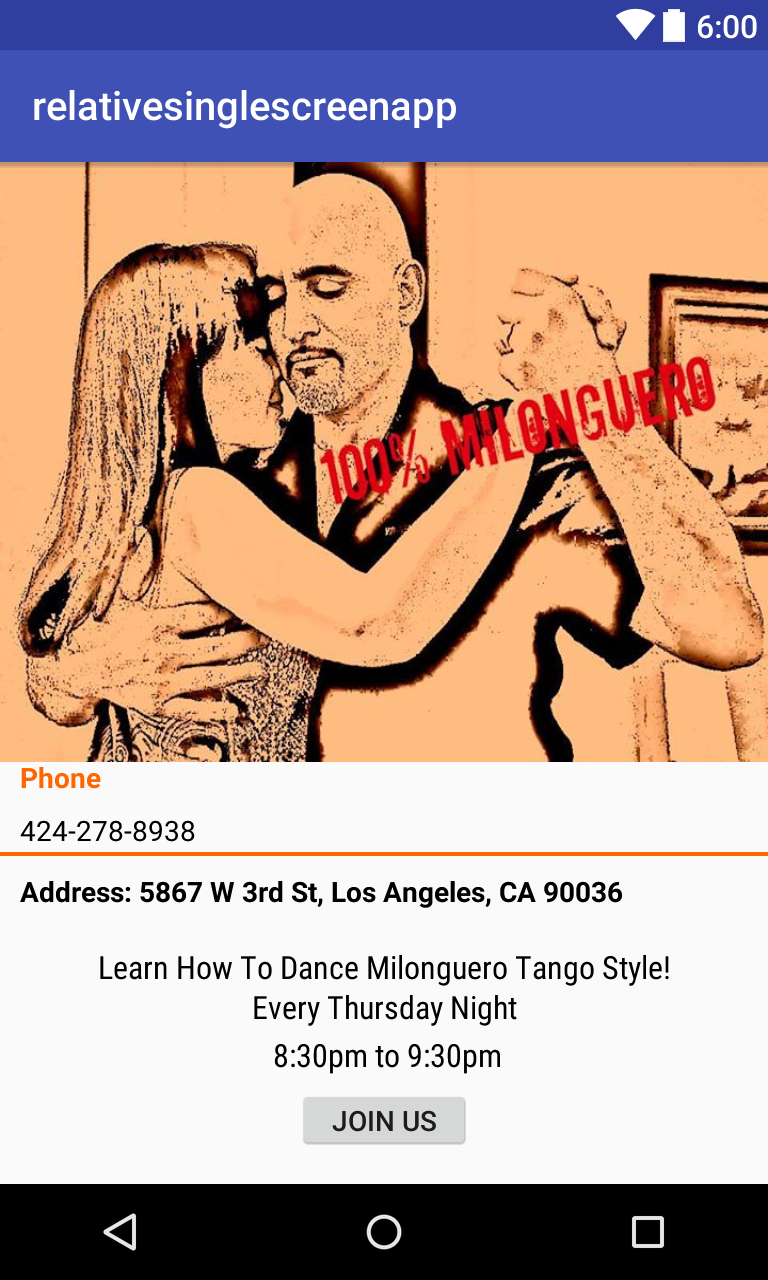 6:00
relativesinglescreenapp
100% MILONGUERO
Phone
424-278-8938
Address: 5867 W 3rd St, Los Angeles, CA 90036
Learn How To Dance Milonguero Tango Style!
Every Thursday Night
8:30pm to 9:30pm
JOIN US